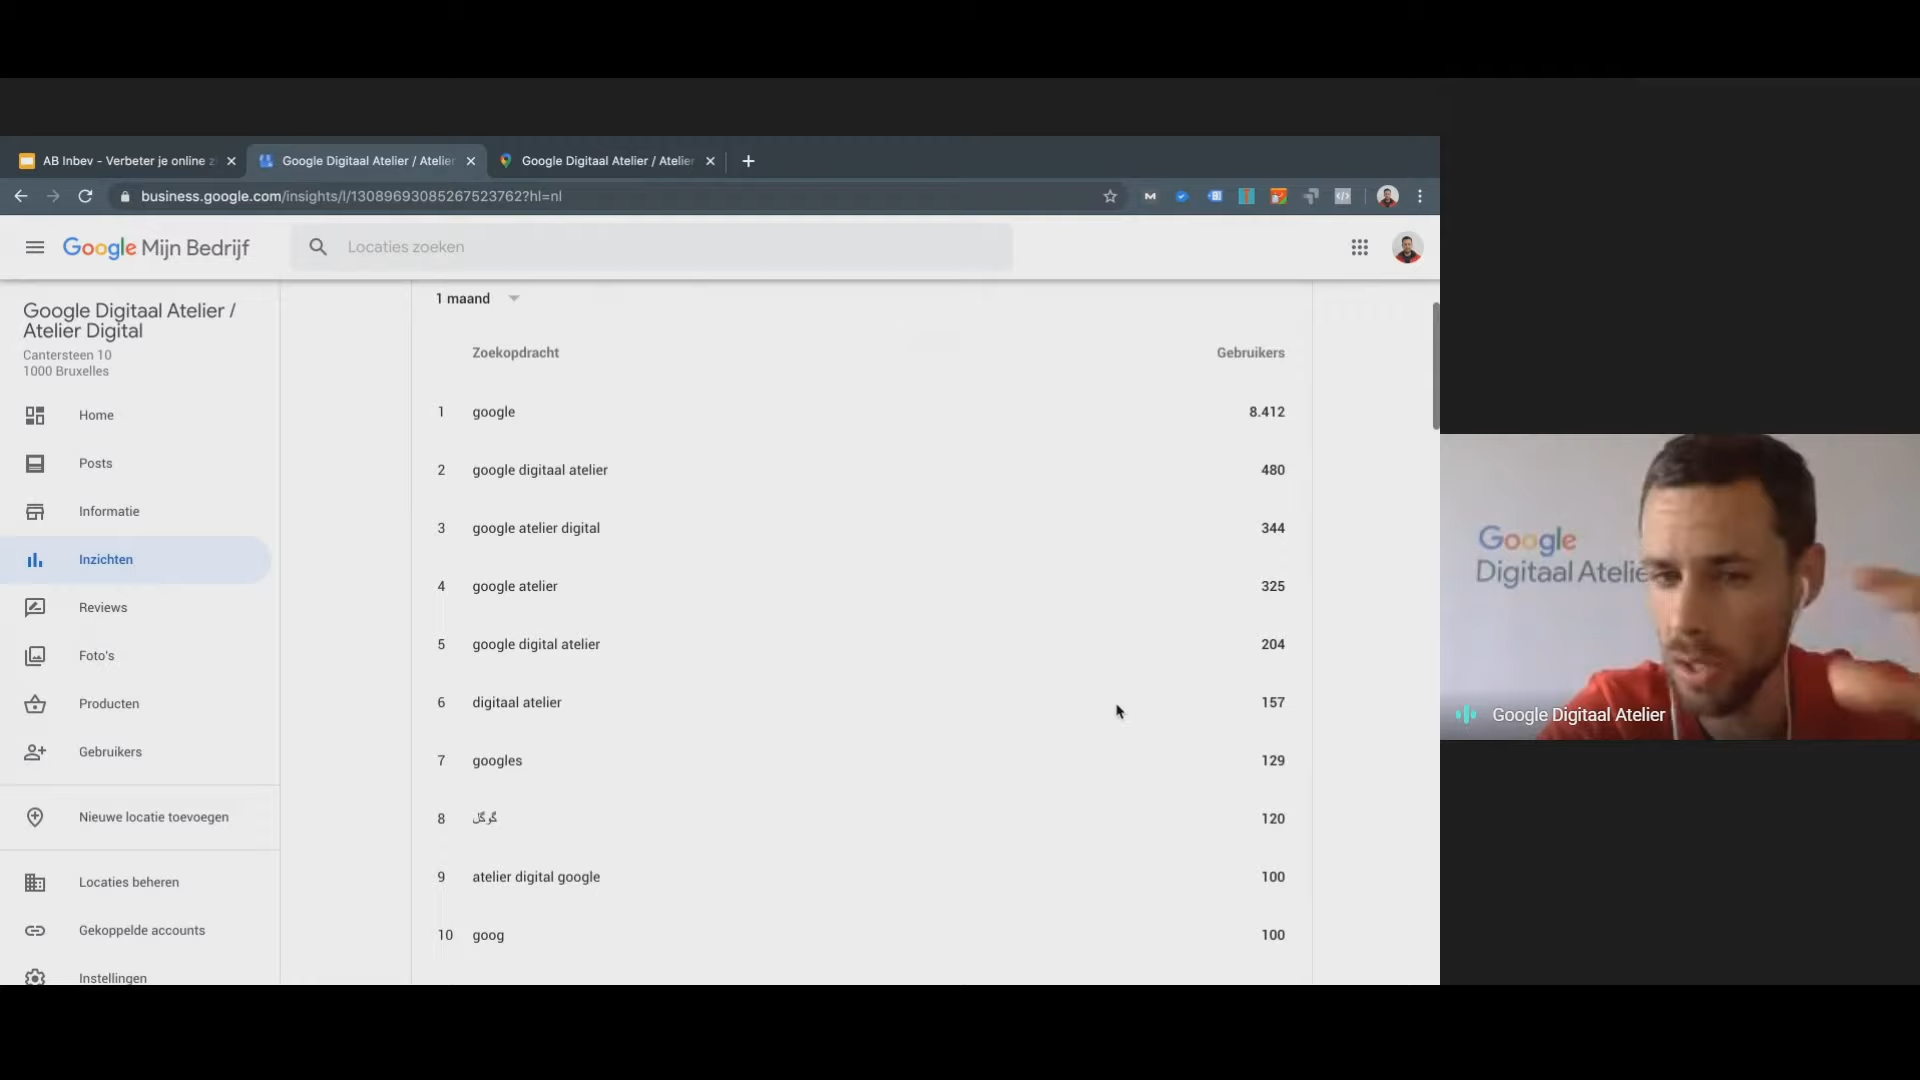 AB Inbev - Verbeter je online z
Google Digitaal Atelier / Atelier
Google Digitaal Atelier / Atelier
business.google.com/insights/l/13089693085267523762?hl=nl
Google Mijn Bedrijf
Locaties zoeken
Google Digitaal Atelier /
Atelier Digital
Cantersteen 10
1000 Bruxelles
Home
Posts
Informatie
Inzichten
Reviews
Foto's
Producten
Gebruikers
Nieuwe locatie toevoegen
Locaties beheren
Gekoppelde accounts
Instellingen
1 maand
Zoekopdracht Gebruikers
1 google 8.412
2 google digitaal atelier 480
3 google atelier digital 344
4 google atelier 325
5 google digital atelier 204
6 digitaal atelier 157
7 googles 129
8 گوگل 120
9 atelier digital google 100
10 goog 100
Google
Digitaal Atelie
Google Digitaal Atelier